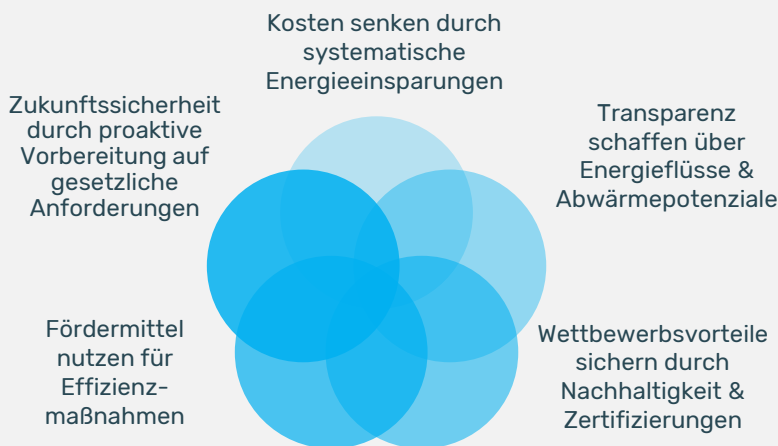 Kosten senken durch
systematische
Energieeinsparungen
Zukunftssicherheit
durch proaktive
Vorbereitung auf
gesetzliche
Anforderungen
Transparenz
schaffen über
Energieflüsse &
Abwärmepotenziale
Fördermittel
nutzen für
Effizienz-
maßnahmen
Wettbewerbsvorteile
sichern durch
Nachhaltigkeit &
Zertifizierungen